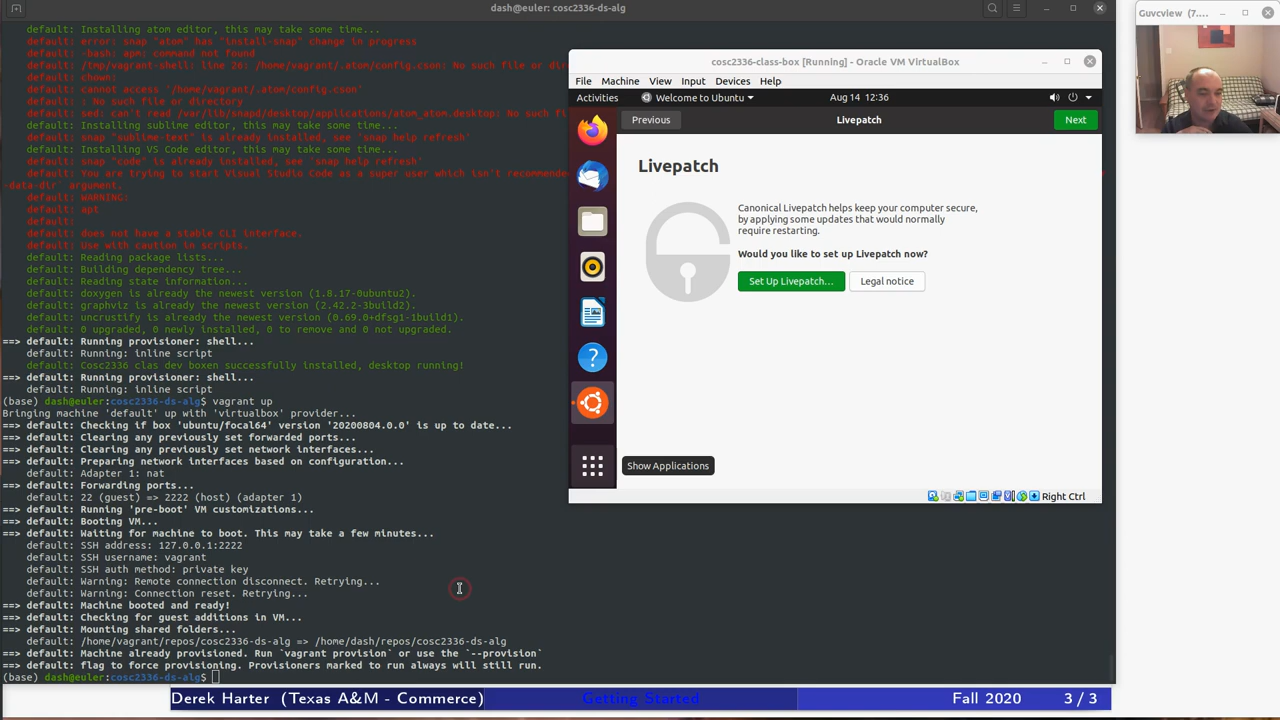 dash@euler:cosc2336-ds-alg
default: Installing atom editor, this may take some time...
default: error: snap "atom" has "install-snap" change in progress
default: -bash: apm: command not found
default: /tmp/vagrant-shell: line 26: /home/vagrant/.atom/config.cson: No such file or dir
default: chown:
default: cannot access '/home/vagrant/.atom/config.cson'
default: : No such file or directory
default: sed: can't read /var/lib/snapd/desktop/applications/atom_atom.desktop: No such fi
default: Installing sublime editor, this may take some time...
default: snap "sublime-text" is already installed, see 'snap help refresh'
default: Installing VS Code editor, this may take some time...
default: snap "code" is already installed, see 'snap help refresh'
default: You are trying to start Visual Studio Code as a super user which isn't recommende
-data-dir` argument.
default: WARNING:
default: apt
default:
default: does not have a stable CLI interface.
default: Use with caution in scripts.
default: Reading package lists...
default: Building dependency tree...
default: Reading state information...
default: doxygen is already the newest version (1.8.17-0ubuntu2).
default: graphviz is already the newest version (2.42.2-3build2).
default: uncrustify is already the newest version (0.69.0+dfsg1-1build1).
default: 0 upgraded, 0 newly installed, 0 to remove and 0 not upgraded.
==> default: Running provisioner: shell...
default: Running: inline script
default: Cosc2336 clas dev boxen successfully installed, desktop running!
==> default: Running provisioner: shell...
default: Running: inline script
(base) dash@euler:cosc2336-ds-alg$ vagrant up
Bringing machine 'default' up with 'virtualbox' provider...
==> default: Checking if box 'ubuntu/focal64' version '20200804.0.0' is up to date...
==> default: Clearing any previously set forwarded ports...
==> default: Clearing any previously set network interfaces...
==> default: Preparing network interfaces based on configuration...
default: Adapter 1: nat
==> default: Forwarding ports...
default: 22 (guest) => 2222 (host) (adapter 1)
==> default: Running 'pre-boot' VM customizations...
==> default: Booting VM...
==> default: Waiting for machine to boot. This may take a few minutes...
default: SSH address: 127.0.0.1:2222
default: SSH username: vagrant
default: SSH auth method: private key
default: Warning: Remote connection disconnect. Retrying...
default: Warning: Connection reset. Retrying...
==> default: Machine booted and ready!
==> default: Checking for guest additions in VM...
==> default: Mounting shared folders...
default: /home/vagrant/repos/cosc2336-ds-alg => /home/dash/repos/cosc2336-ds-alg
==> default: Machine already provisioned. Run `vagrant provision` or use the `--provision`
==> default: flag to force provisioning. Provisioners marked to run always will still run.
(base) dash@euler:cosc2336-ds-alg$
cosc2336-class-box [Running] - Oracle VM VirtualBox
File Machine View Input Devices Help
Activities Welcome to Ubuntu Aug 14 12:36
Previous Livepatch Next
Livepatch
Canonical Livepatch helps keep your computer secure,
by applying some updates that would normally
require restarting.
Would you like to set up Livepatch now?
Set Up Livepatch... Legal notice
Show Applications
Right Ctrl
Guvcview (7....
Derek Harter (Texas A&M - Commerce) Getting Started Fall 2020 3 / 3